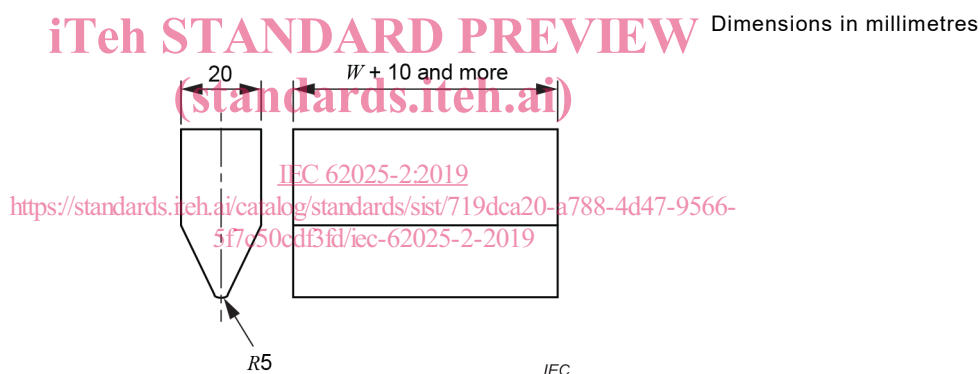 iTeh STANDARD PREVIEW
Dimensions in millimetres
20
W + 10 and more
(standards.iteh.ai)
IEC 62025-2:2019
https://standards.iteh.ai/catalog/standards/sist/719dca20-a788-4d47-9566-
5f7c50cdf3fd/iec-62025-2-2019
R5
IEC